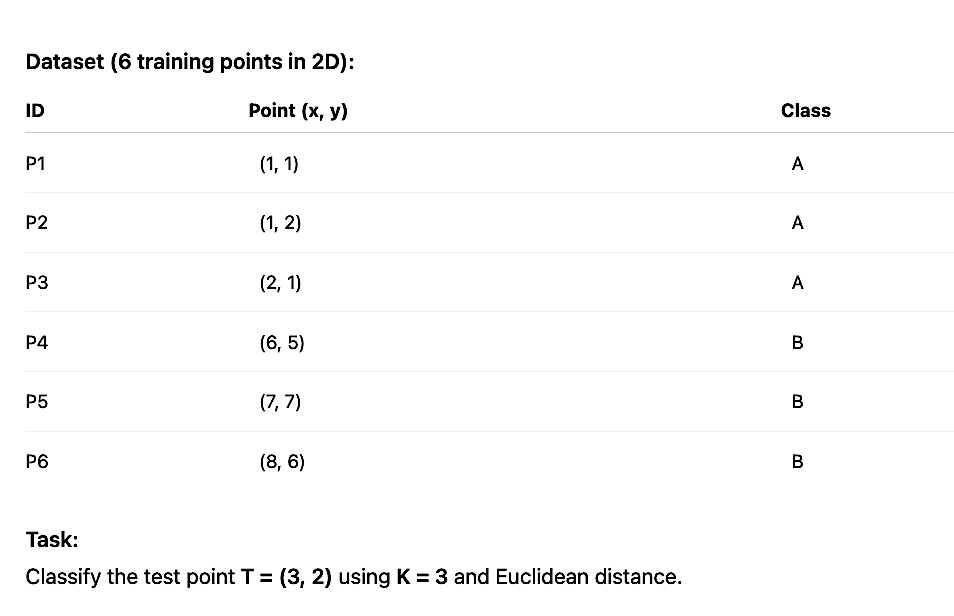 Dataset (6 training points in 2D):
ID Point (x, y) Class
P1 (1, 1) A
P2 (1, 2) A
P3 (2, 1) A
P4 (6, 5) B
P5 (7, 7) B
P6 (8, 6) B
Task:
Classify the test point T = (3, 2) using K = 3 and Euclidean distance.